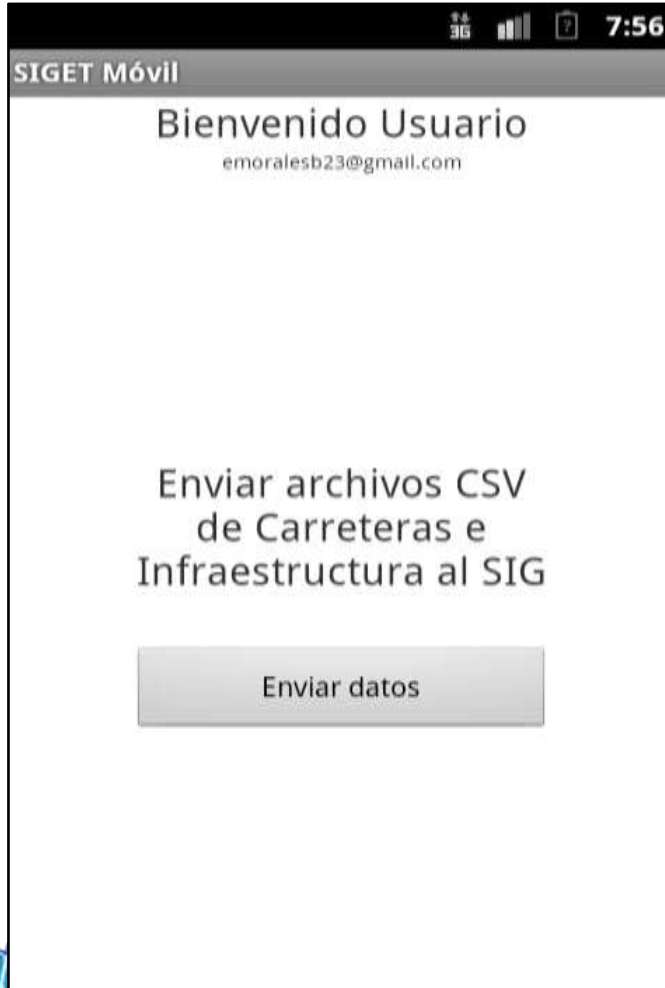 3G 7:56
SIGET Móvil
Bienvenido Usuario
emoralesb23@gmail.com
Enviar archivos CSV
de Carreteras e
Infraestructura al SIG
Enviar datos